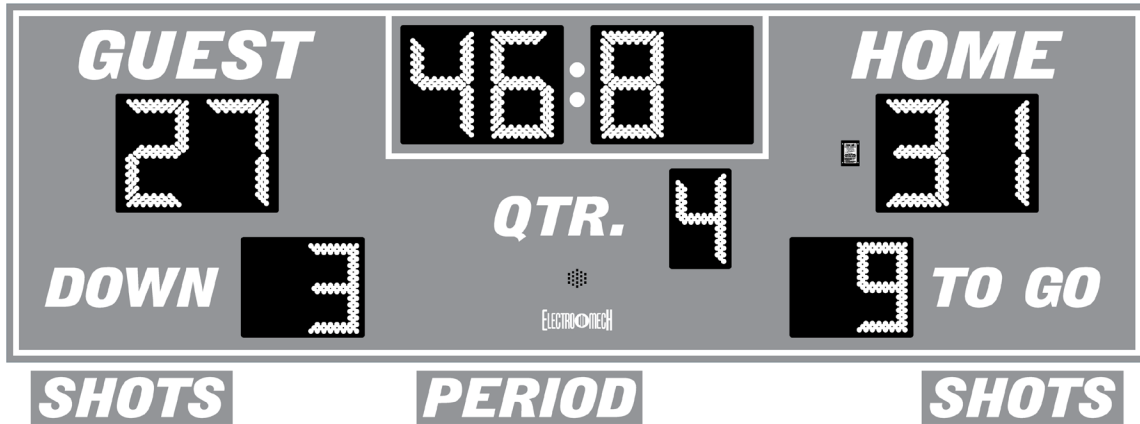 GUEST
46:8
HOME
27
31
QTR. 4
DOWN 3
9 TO GO
ELECTRO MECH
SHOTS
PERIOD
SHOTS